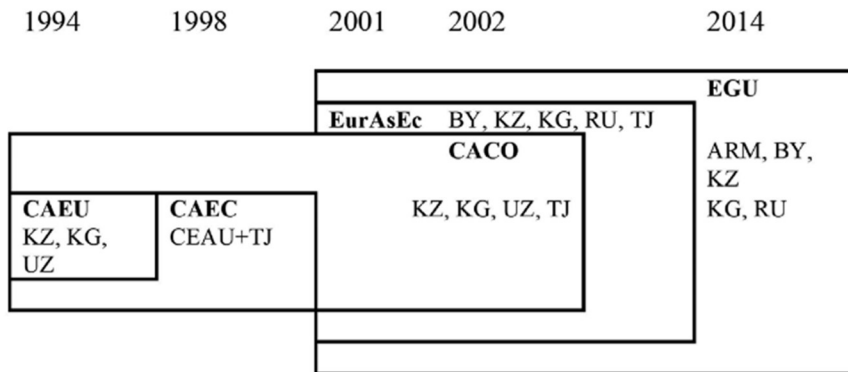 1994 1998 2001 2002 2014
EGU
EurAsEc BY, KZ, KG, RU, TJ
CACO
ARM, BY,
KZ
KG, RU
CAEU
KZ, KG,
UZ
CAEC
CEAU+TJ
KZ, KG, UZ, TJ